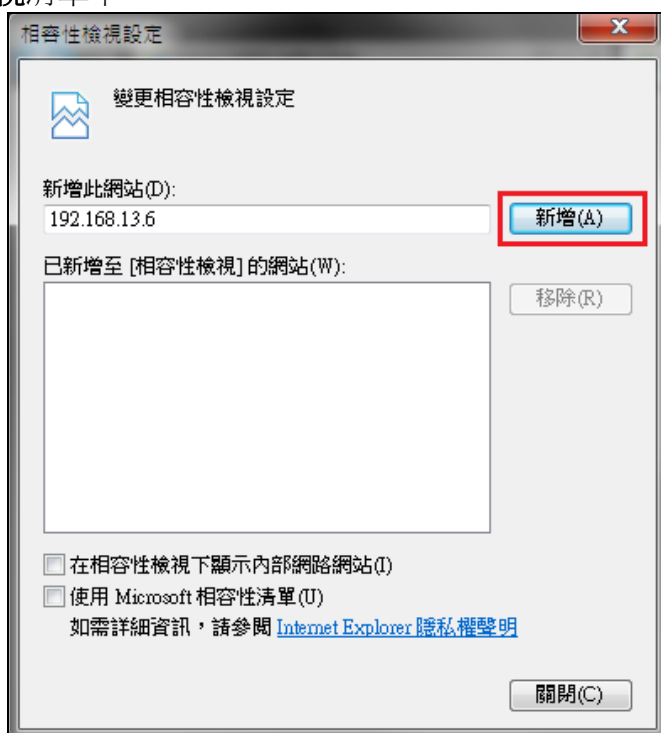 相容性檢視設定
變更相容性檢視設定
新增此網站(D):
192.168.13.6
新增(A)
已新增至 [相容性檢視] 的網站(W):
移除(R)
在相容性檢視下顯示內部網路網站(I)
使用 Microsoft 相容性清單(U)
如需詳細資訊，請參閱 Internet Explorer 隱私權聲明
關閉(C)